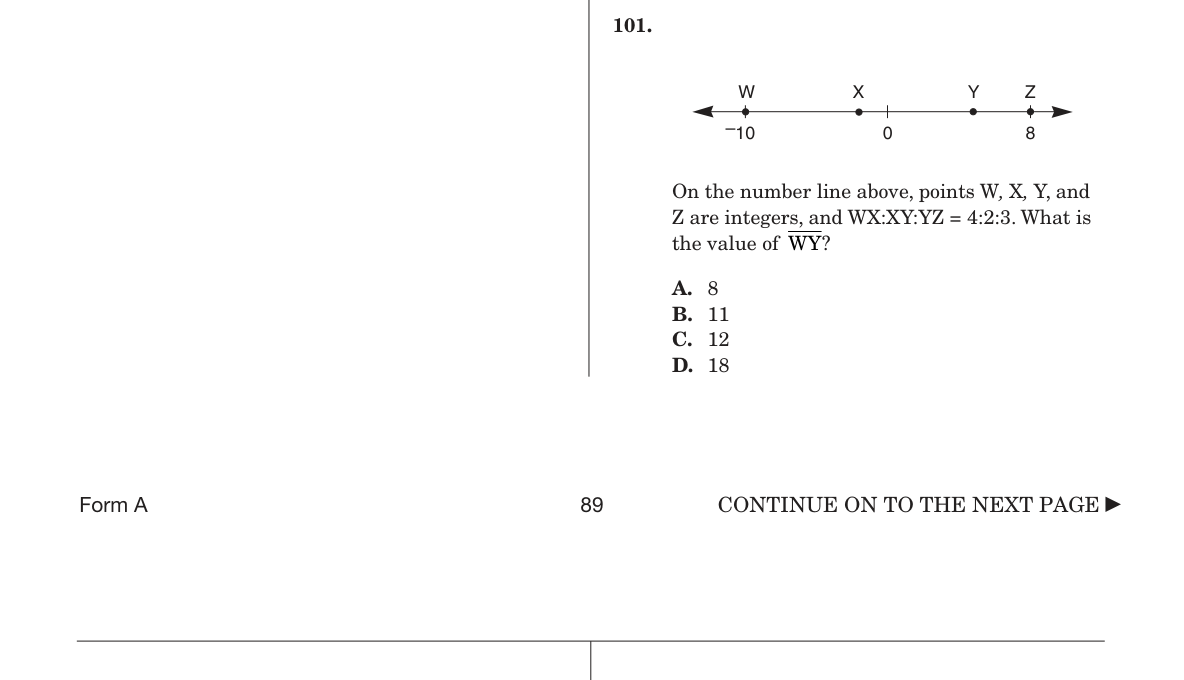 101.
W X Y Z
–10 0 8
On the number line above, points W, X, Y, and
Z are integers, and WX:XY:YZ = 4:2:3. What is
the value of WY?
A. 8
B. 11
C. 12
D. 18
Form A 89 CONTINUE ON TO THE NEXT PAGE ►